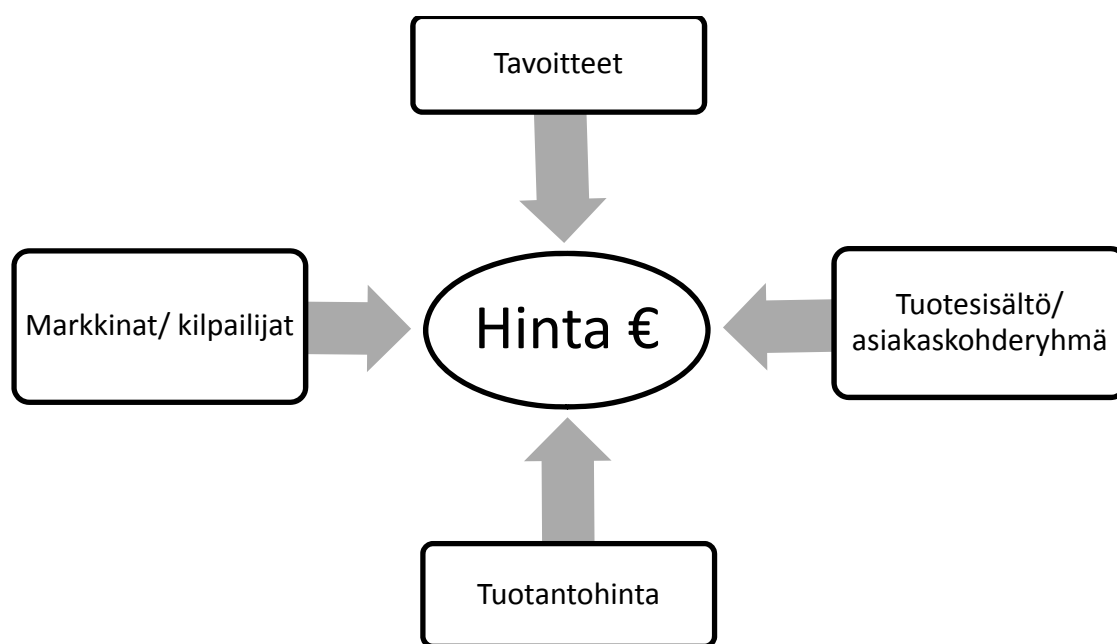 Tavoitteet
Markkinat/ kilpailijat
Hinta €
Tuotesisältö/
asiakaskohderyhmä
Tuotantohinta